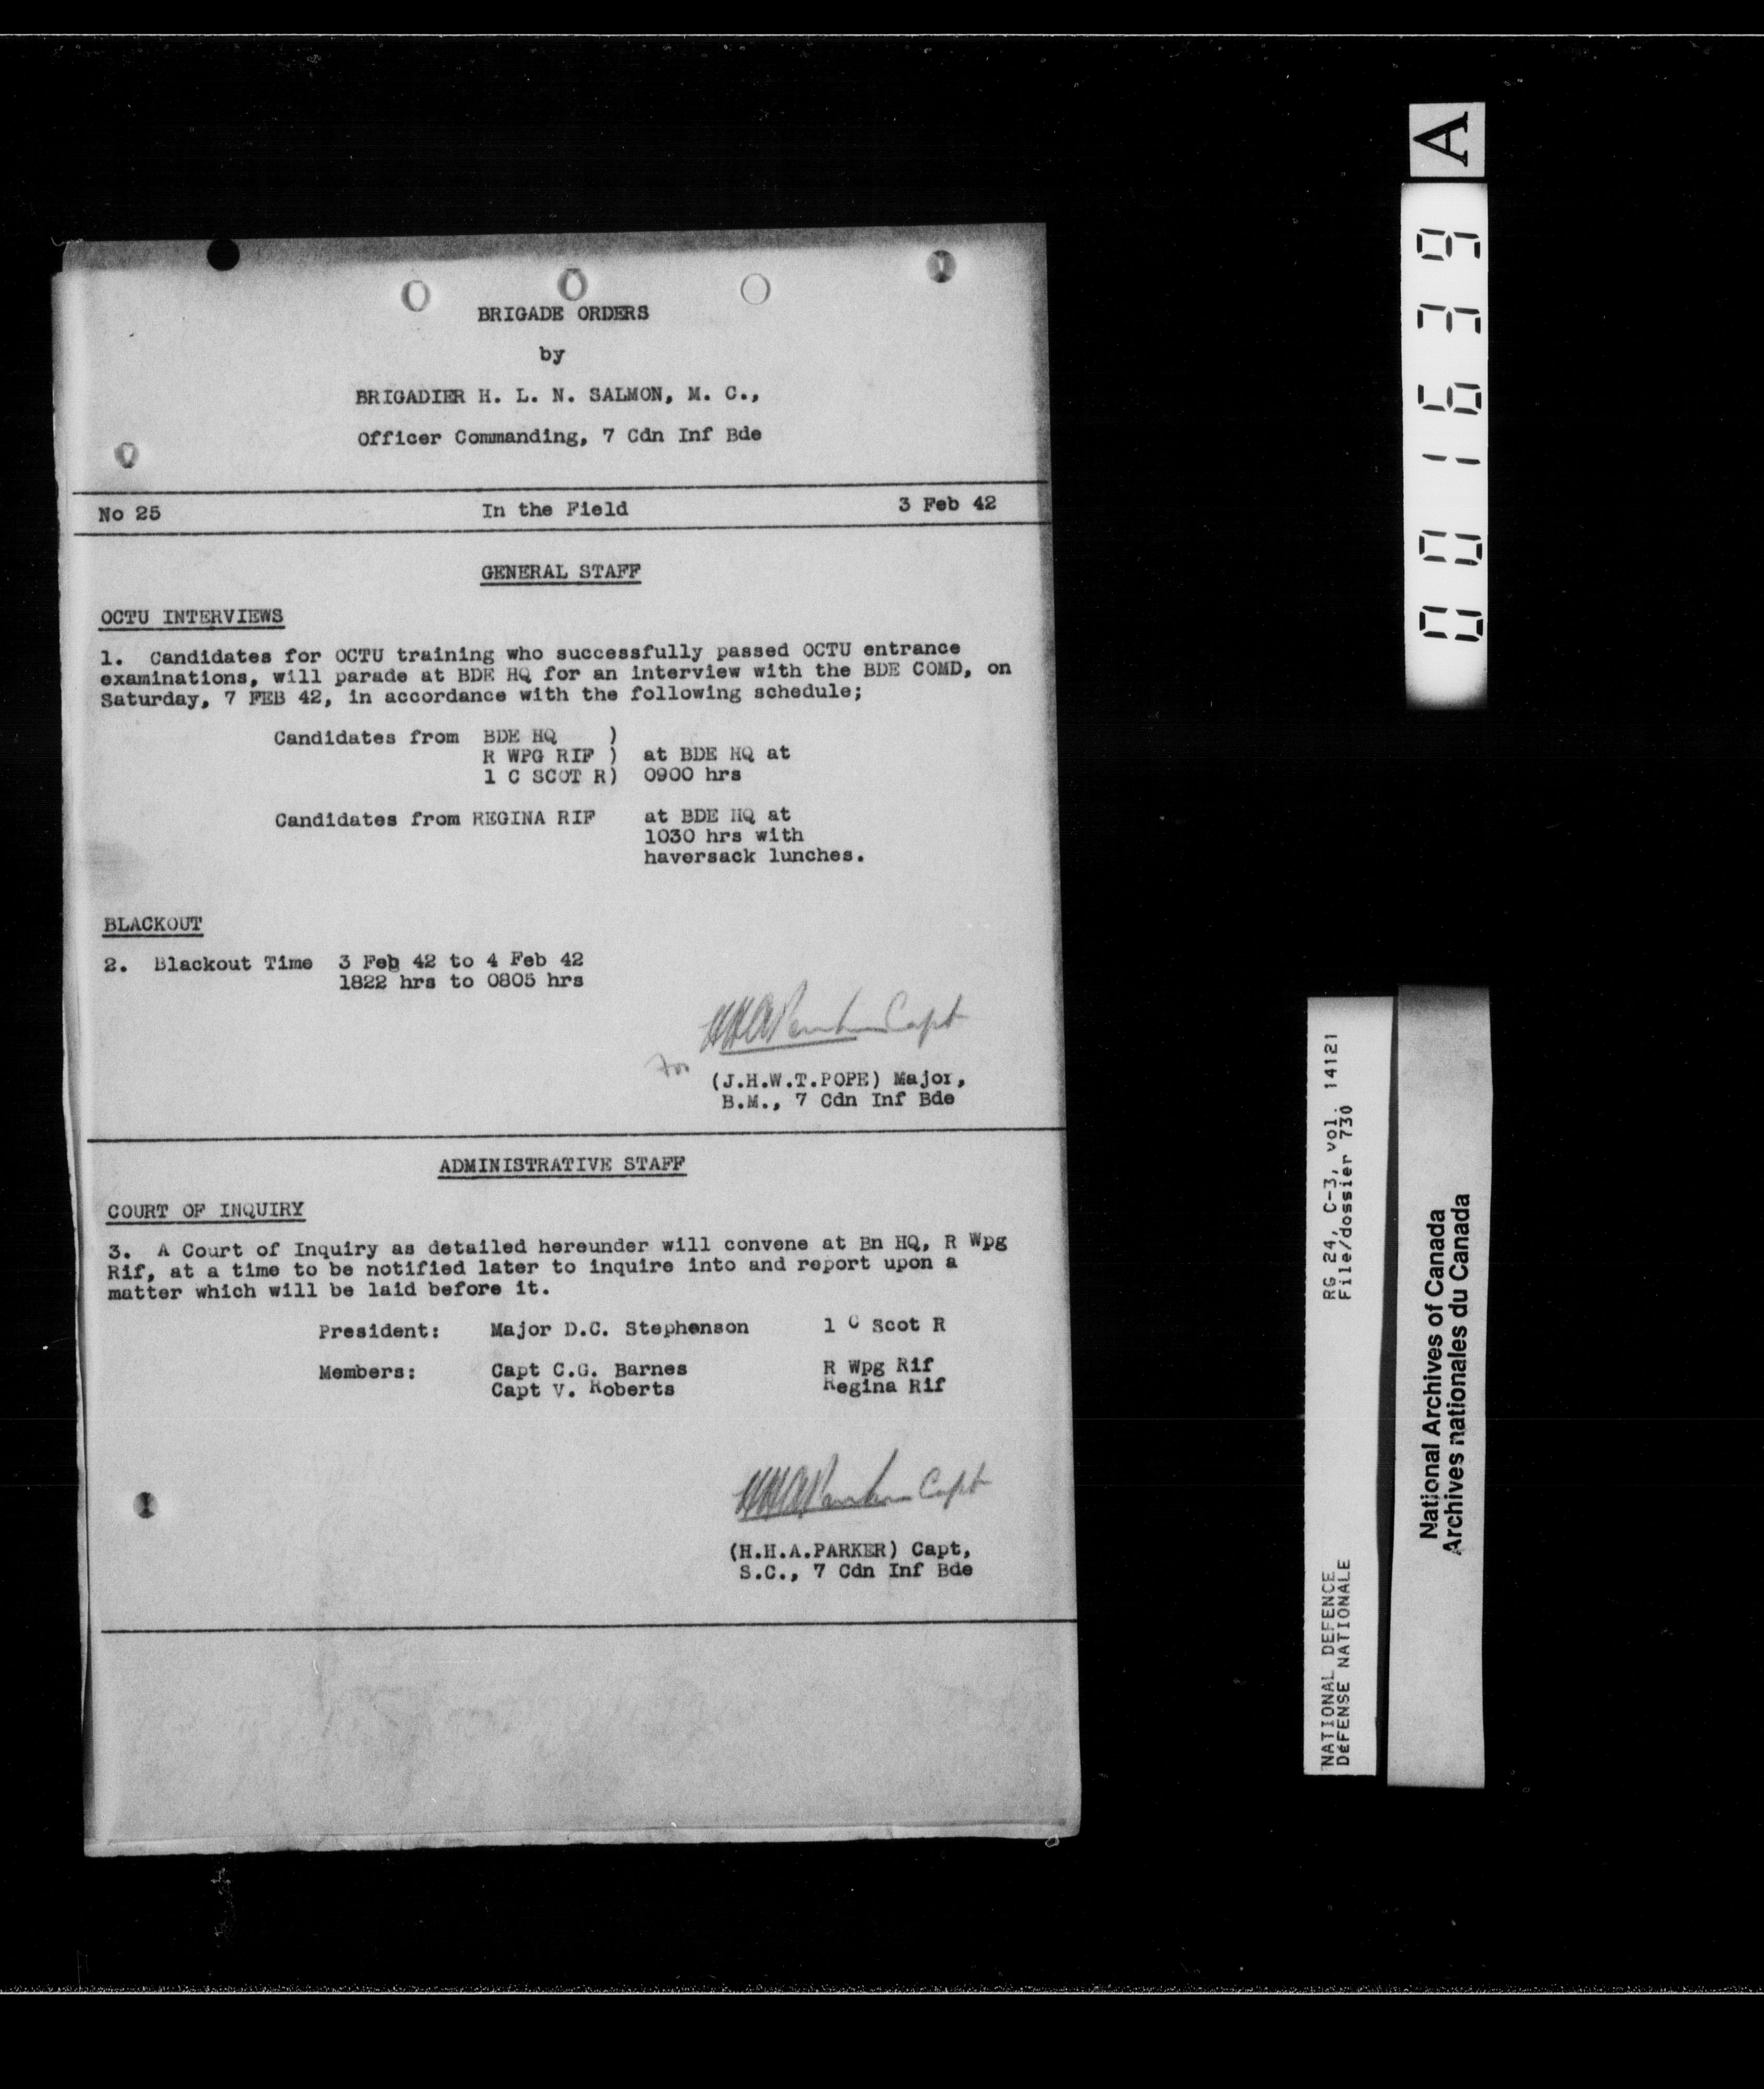 BRIGADE ORDERS
by
BRIGADIER H. L. N. SALMON, M. C.,
Officer Commanding, 7 Cdn Inf Bde
No 25 In the Field 3 Feb 42
GENERAL STAFF
OCTU INTERVIEWS
1. Candidates for OCTU training who successfully passed OCTU entrance
examinations, will parade at BDE HQ for an interview with the BDE COMD, on
Saturday, 7 FEB 42, in accordance with the following schedule;
Candidates from BDE HQ )
R WPG RIF ) at BDE HQ at
1 C SCOT R) 0900 hrs
Candidates from REGINA RIF at BDE HQ at
1030 hrs with
haversack lunches.
BLACKOUT
2. Blackout Time 3 Feb 42 to 4 Feb 42
1822 hrs to 0805 hrs
HHAParker Capt
for
(J.H.W.T.POPE) Major,
B.M., 7 Cdn Inf Bde
ADMINISTRATIVE STAFF
COURT OF INQUIRY
3. A Court of Inquiry as detailed hereunder will convene at Bn HQ, R Wpg
Rif, at a time to be notified later to inquire into and report upon a
matter which will be laid before it.
President: Major D.C. Stephenson 1 C Scot R
Members: Capt C.G. Barnes R Wpg Rif
Capt V. Roberts Regina Rif
HHAParker Capt
(H.H.A.PARKER) Capt,
S.C., 7 Cdn Inf Bde
001639 A
NATIONAL DEFENCE RG 24, C-3, vol. 14121
DéFENSE NATIONALE File/dossier 730
National Archives of Canada
Archives nationales du Canada